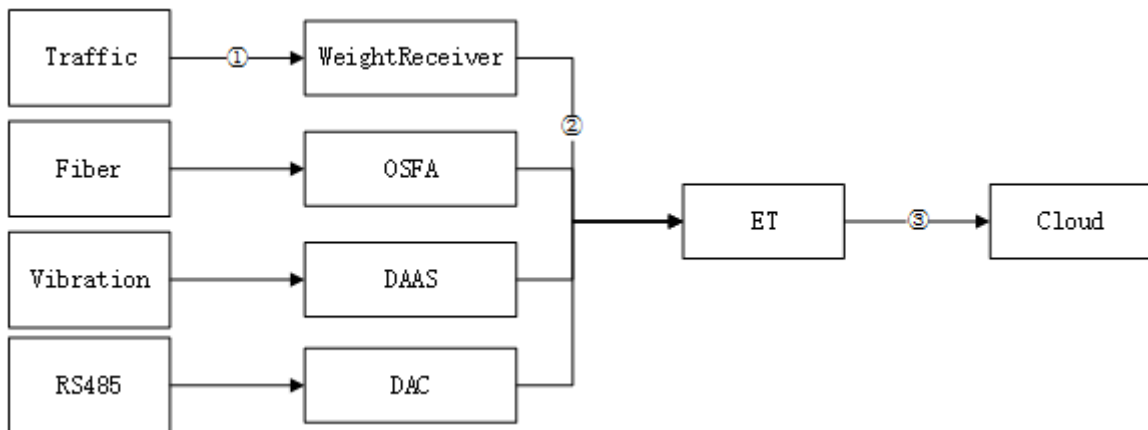 Traffic
①
WeightReceiver
②
Fiber
OSFA
ET
③
Cloud
Vibration
DAAS
RS485
DAC